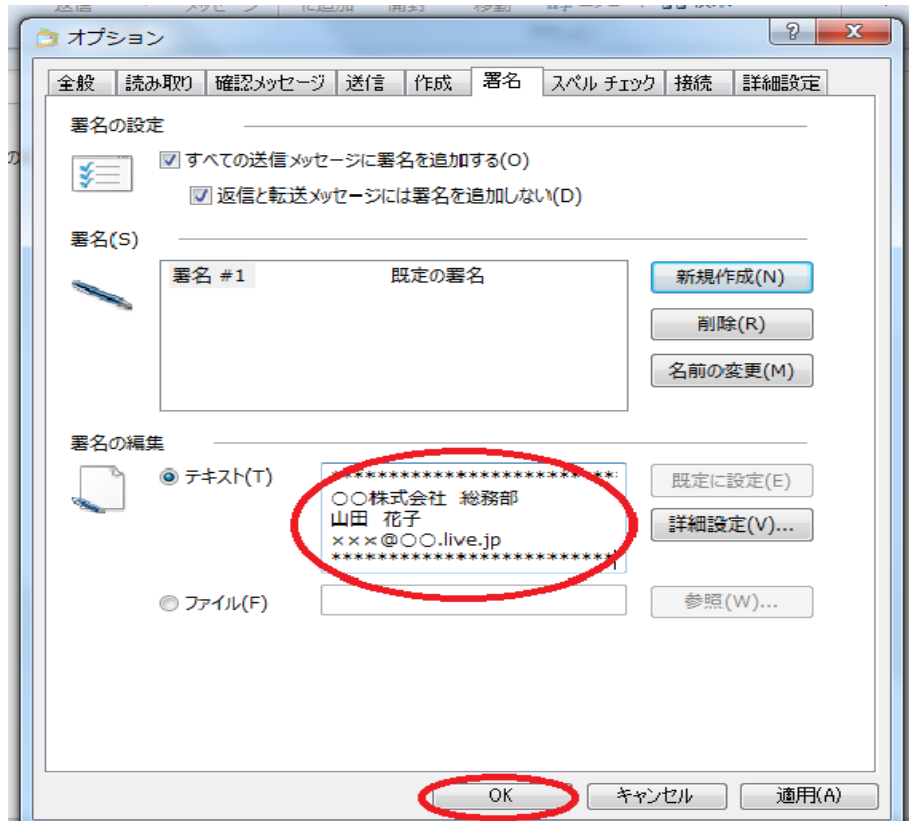 オプション
全般 読み取り 確認メッセージ 送信 作成 署名 スペル チェック 接続 詳細設定
署名の設定
すべての送信メッセージに署名を追加する(O)
返信と転送メッセージには署名を追加しない(D)
署名(S)
署名 #1 既定の署名
新規作成(N)
削除(R)
名前の変更(M)
署名の編集
テキスト(T)
**************************
○○株式会社 総務部
山田 花子
×××@○○.live.jp
**************************
既定に設定(E)
詳細設定(V)...
ファイル(F)
参照(W)...
OK キャンセル 適用(A)